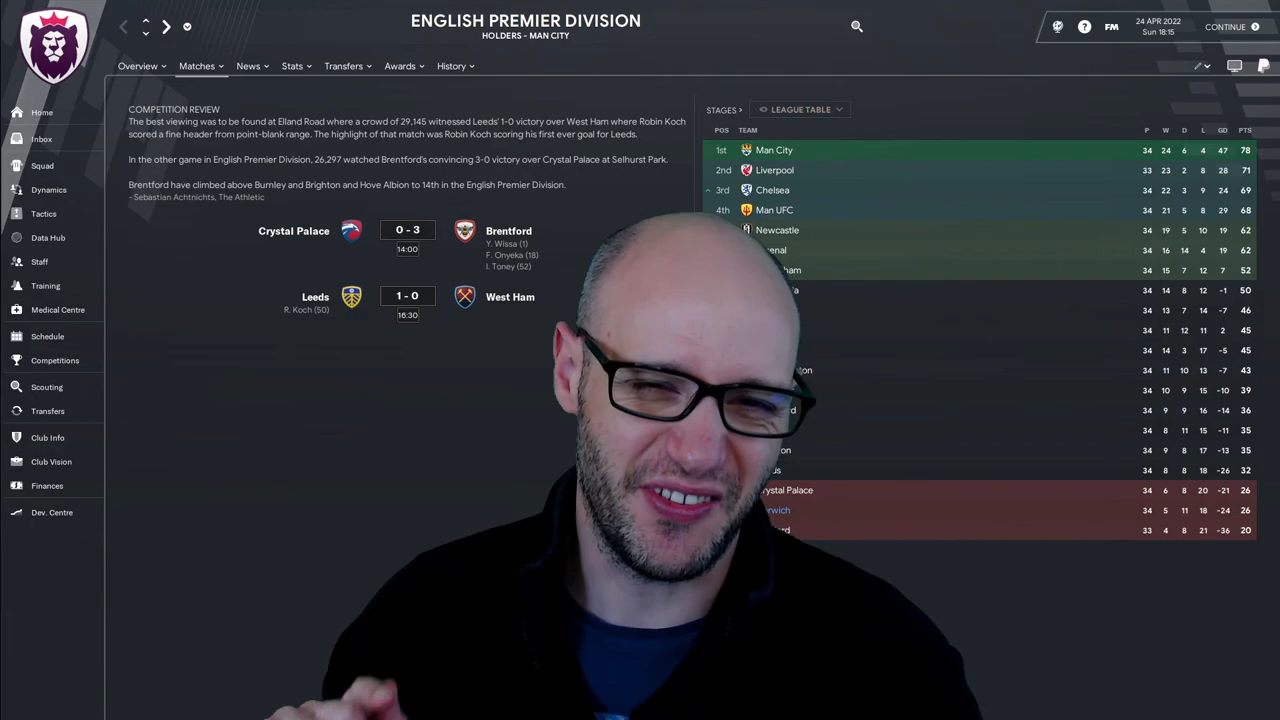 ENGLISH PREMIER DIVISION
HOLDERS - MAN CITY
24 APR 2022
Sun 18:15
FM
CONTINUE
Overview
Matches
News
Stats
Transfers
Awards
History
Home
Inbox
Squad
Dynamics
Tactics
Data Hub
Staff
Training
Medical Centre
Schedule
Competitions
Scouting
Transfers
Club Info
Club Vision
Finances
Dev. Centre
COMPETITION REVIEW
The best viewing was to be found at Elland Road where a crowd of 29,145 witnessed Leeds' 1-0 victory over West Ham where Robin Koch
scored a fine header from point-blank range. The highlight of that match was Robin Koch scoring his first ever goal for Leeds.
In the other game in English Premier Division, 26,297 watched Brentford's convincing 3-0 victory over Crystal Palace at Selhurst Park.
Brentford have climbed above Burnley and Brighton and Hove Albion to 14th in the English Premier Division.
- Sebastian Achtnichts, The Athletic
Crystal Palace 0 - 3 Brentford
14:00
Y. Wissa (1)
F. Onyeka (18)
I. Toney (52)
Leeds 1 - 0 West Ham
R. Koch (50)
16:30
STAGES
LEAGUE TABLE
POS TEAM P W D L GD PTS
1st Man City 34 24 6 4 47 78
2nd Liverpool 33 23 2 8 28 71
3rd Chelsea 34 22 3 9 24 69
4th Man UFC 34 21 5 8 29 68
Newcastle 34 19 5 10 19 62
enal 34 16 14 4 19 62
ham 34 15 7 12 7 52
34 14 8 12 -1 50
34 13 7 14 -7 46
34 11 12 11 2 45
34 14 3 17 -5 45
ton 34 11 10 13 -7 43
34 10 9 15 -10 39
34 9 9 16 -14 36
34 8 11 15 -11 35
on 34 8 9 17 -13 35
ds 34 8 8 18 -26 32
rystal Palace 34 6 8 20 -21 26
rwich 34 5 11 18 -24 26
rd 33 4 8 21 -36 20